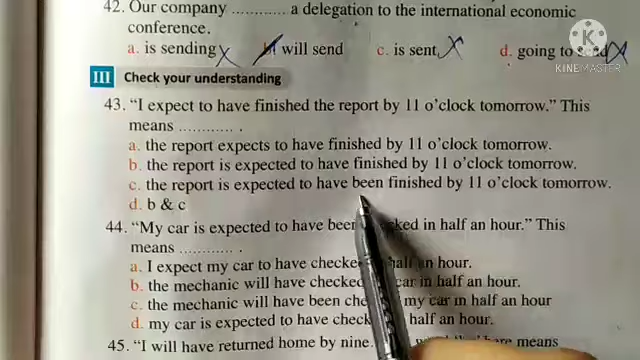 42. Our company ............ a delegation to the international economic
conference.
a. is sending x b. will send c. is sent, x d. going to send x
KINEMASTER
III Check your understanding
43. "I expect to have finished the report by 11 o'clock tomorrow." This
means ............ .
a. the report expects to have finished by 11 o'clock tomorrow.
b. the report is expected to have finished by 11 o'clock tomorrow.
c. the report is expected to have been finished by 11 o'clock tomorrow.
d. b & c
44. "My car is expected to have been in half an hour." This
means ............ .
a. I expect my car to have checked half an hour.
b. the mechanic will have checked car in half an hour.
c. the mechanic will have been my car in half an hour
d. my car is expected to have half an hour.
45. "I will have returned home by nine. means